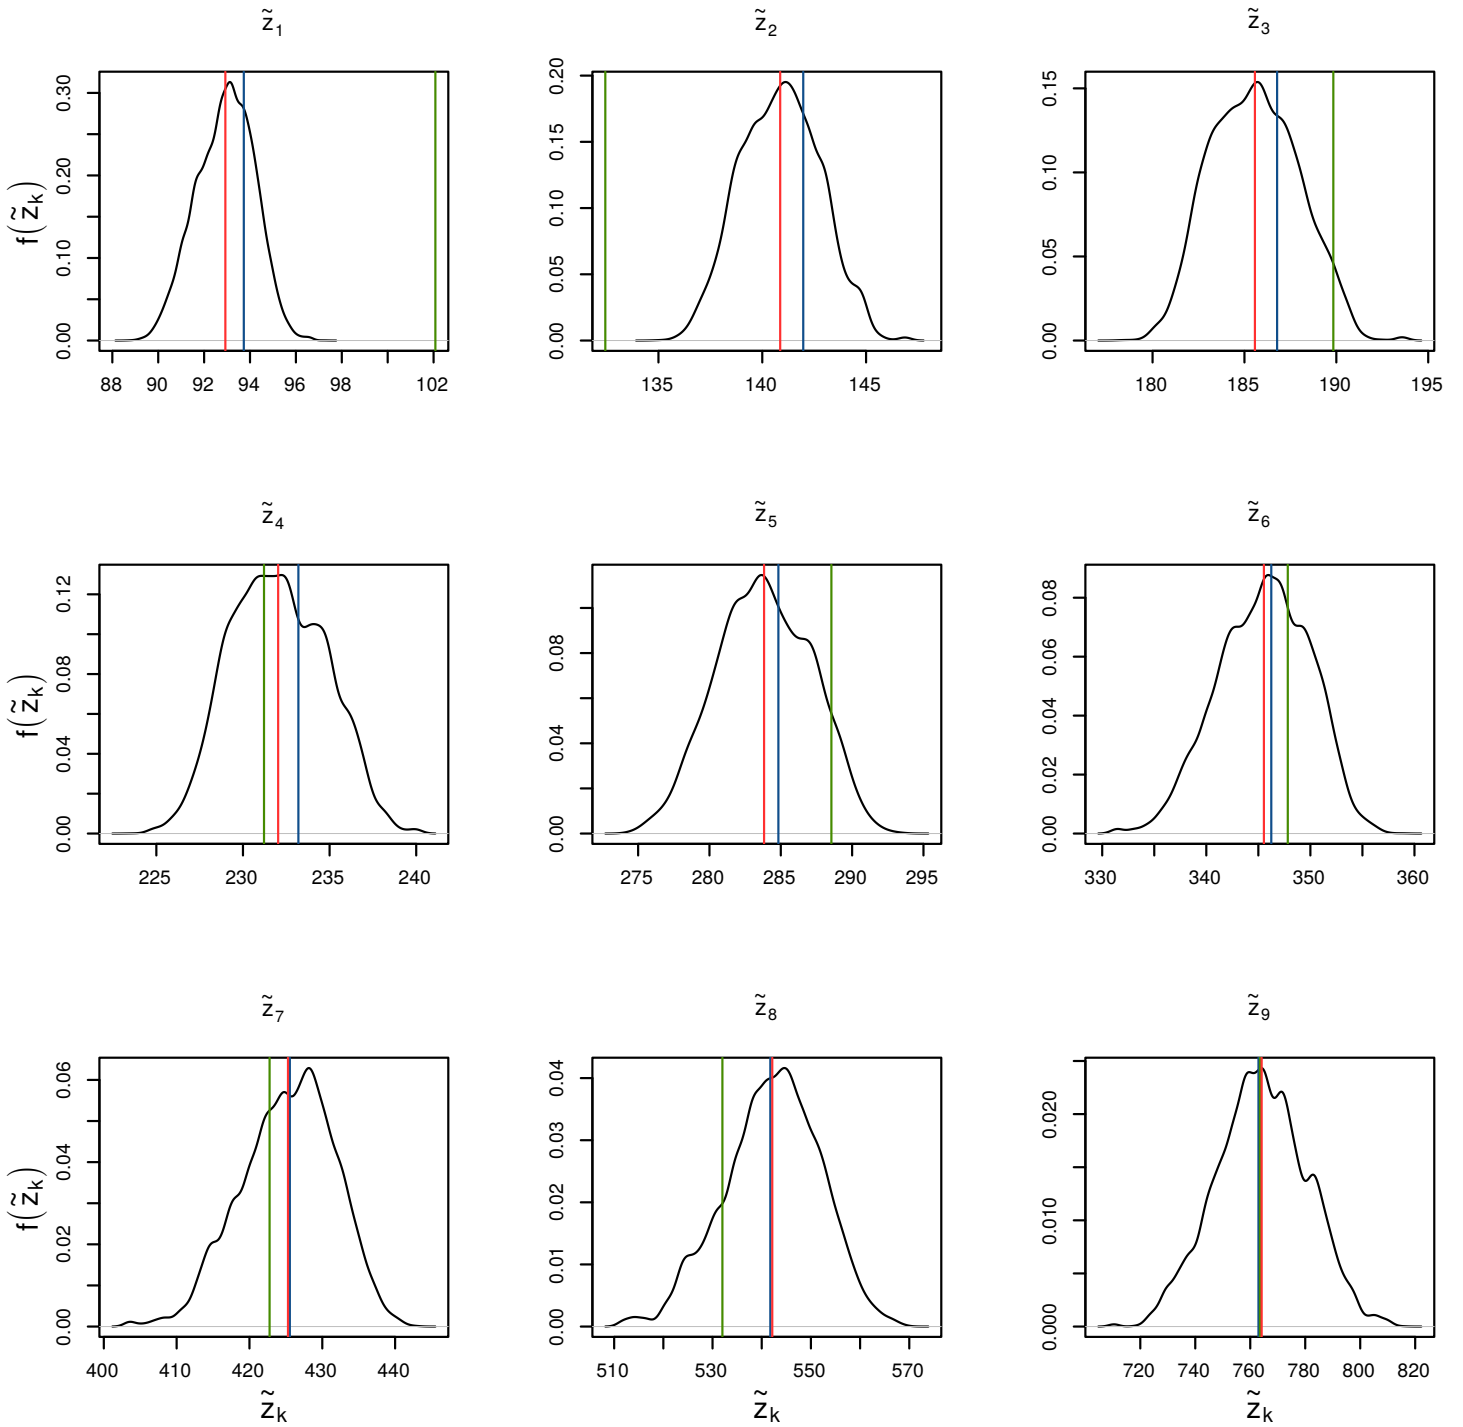 z̃1
z̃2
z̃3
f(z̃k)
0.00 0.10 0.20 0.30
88 90 92 94 96 98 102
0.00 0.05 0.10 0.15 0.20
135 140 145
0.00 0.05 0.10 0.15
180 185 190 195
z̃4
z̃5
z̃6
f(z̃k)
0.00 0.04 0.08 0.12
225 230 235 240
0.00 0.04 0.08
275 280 285 290 295
0.00 0.02 0.04 0.06 0.08
330 340 350 360
z̃7
z̃8
z̃9
f(z̃k)
0.00 0.02 0.04 0.06
400 410 420 430 440
0.00 0.01 0.02 0.03 0.04
510 530 550 570
0.000 0.010 0.020
720 740 760 780 800 820
z̃k
z̃k
z̃k